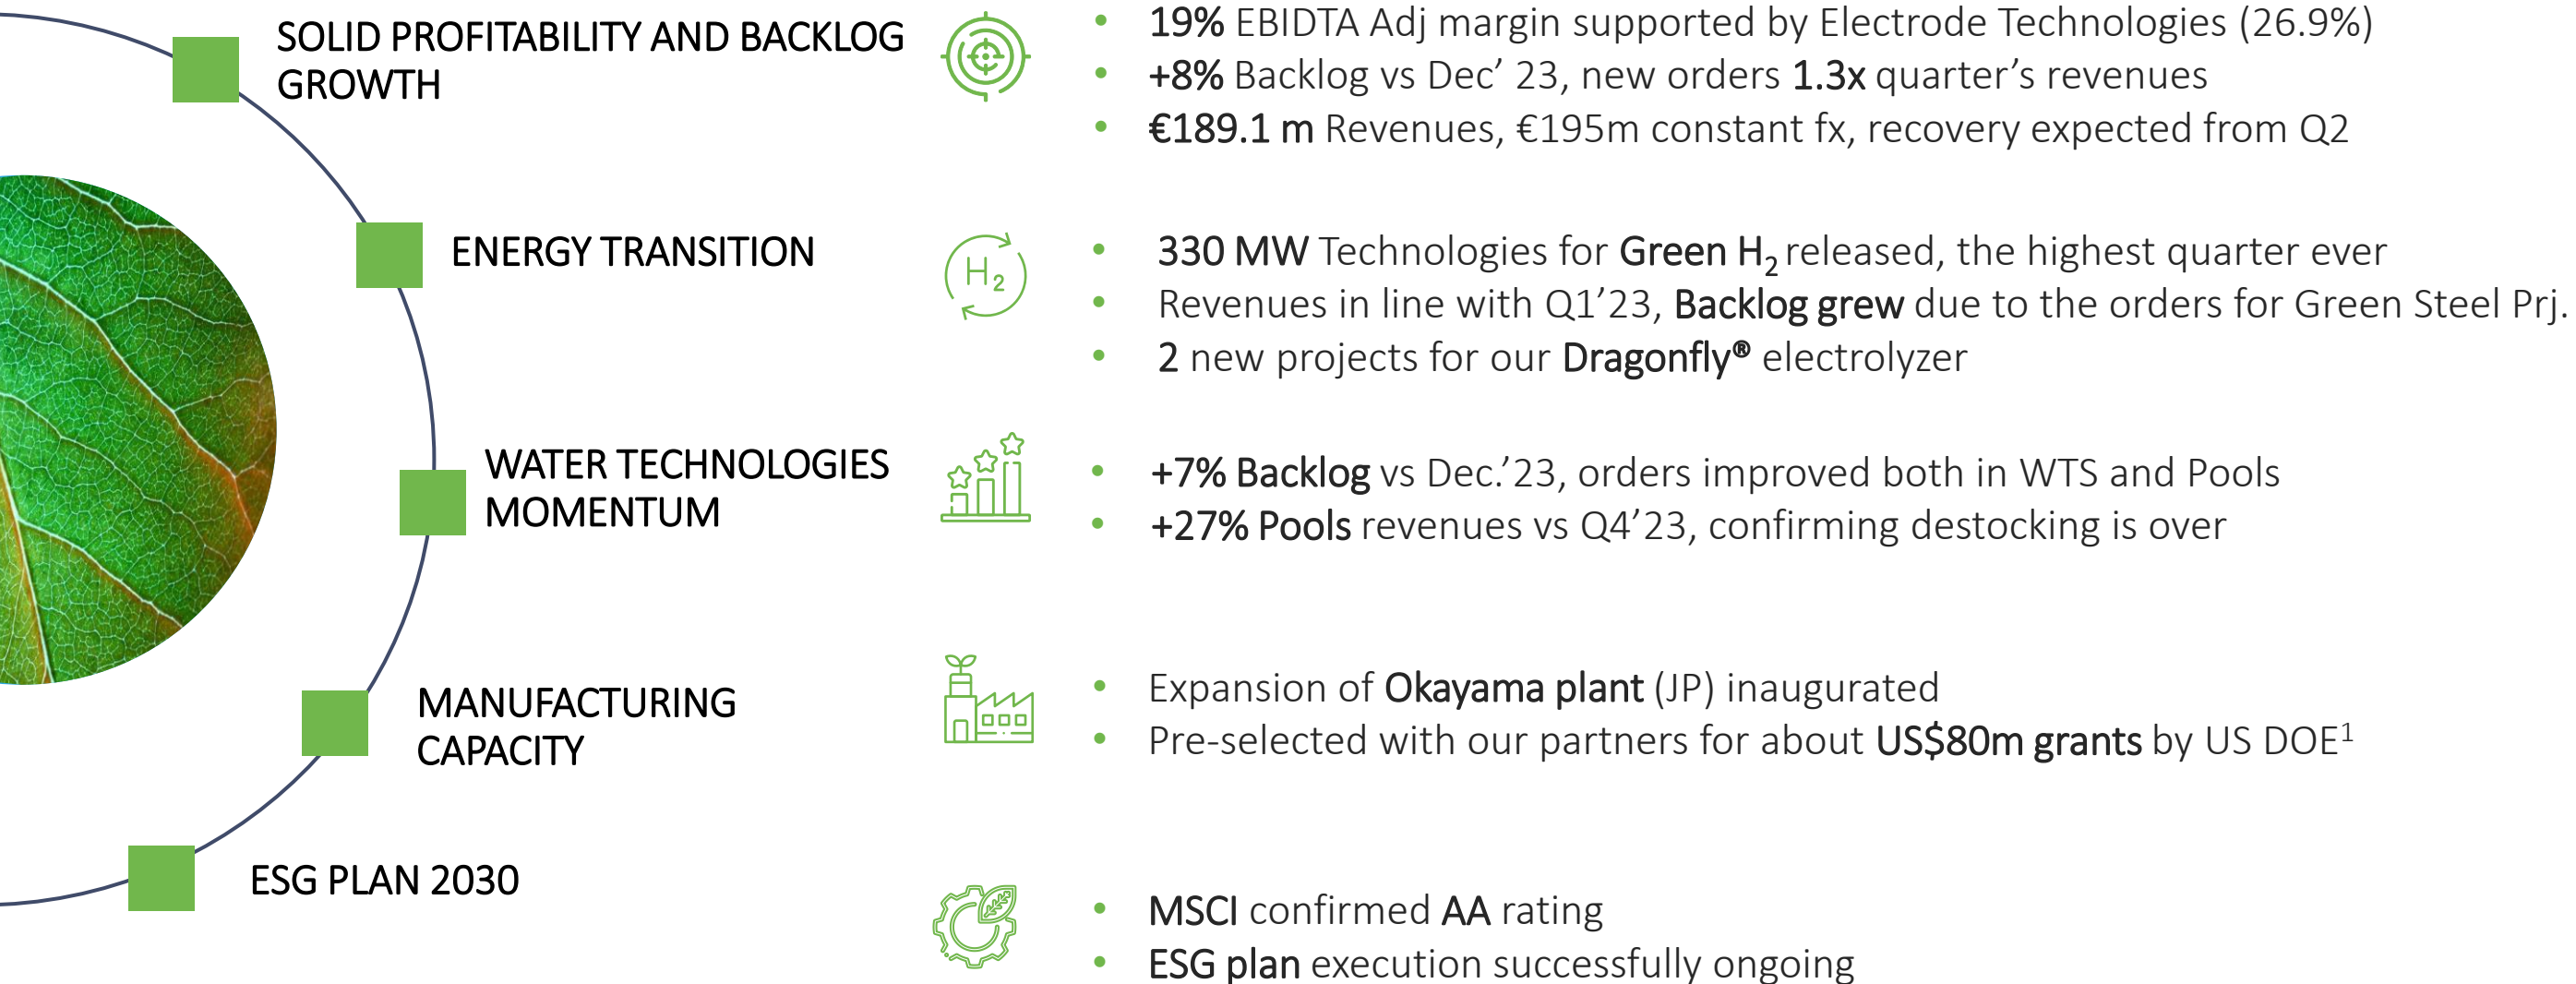 SOLID PROFITABILITY AND BACKLOG
GROWTH
• 19% EBIDTA Adj margin supported by Electrode Technologies (26.9%)
• +8% Backlog vs Dec’ 23, new orders 1.3x quarter’s revenues
• €189.1 m Revenues, €195m constant fx, recovery expected from Q2
ENERGY TRANSITION
H2
• 330 MW Technologies for Green H2 released, the highest quarter ever
• Revenues in line with Q1’23, Backlog grew due to the orders for Green Steel Prj.
• 2 new projects for our Dragonfly® electrolyzer
WATER TECHNOLOGIES
MOMENTUM
• +7% Backlog vs Dec.’23, orders improved both in WTS and Pools
• +27% Pools revenues vs Q4’23, confirming destocking is over
MANUFACTURING
CAPACITY
• Expansion of Okayama plant (JP) inaugurated
• Pre-selected with our partners for about US$80m grants by US DOE1
ESG PLAN 2030
• MSCI confirmed AA rating
• ESG plan execution successfully ongoing